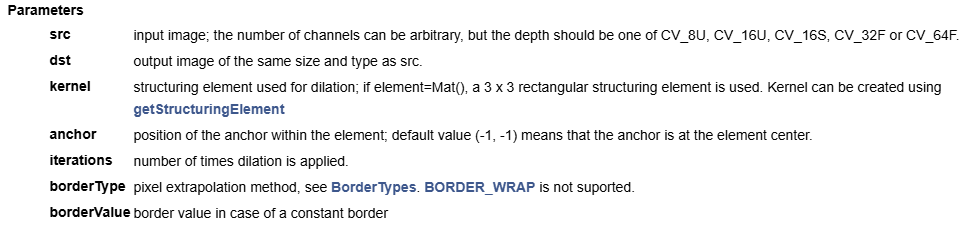 Parameters
src input image; the number of channels can be arbitrary, but the depth should be one of CV_8U, CV_16U, CV_16S, CV_32F or CV_64F.
dst output image of the same size and type as src.
kernel structuring element used for dilation; if element=Mat(), a 3 x 3 rectangular structuring element is used. Kernel can be created using
getStructuringElement
anchor position of the anchor within the element; default value (-1, -1) means that the anchor is at the element center.
iterations number of times dilation is applied.
borderType pixel extrapolation method, see BorderTypes. BORDER_WRAP is not suported.
borderValue border value in case of a constant border